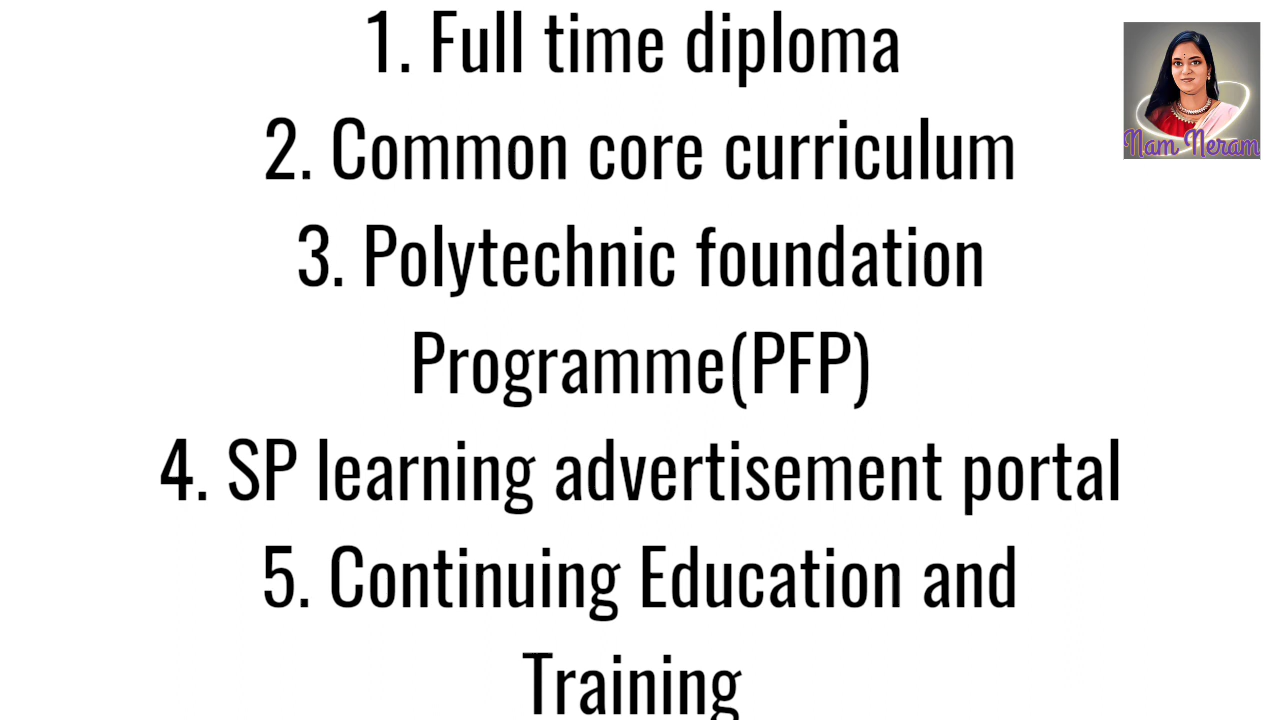 1. Full time diploma
2. Common core curriculum
3. Polytechnic foundation
Programme(PFP)
4. SP learning advertisement portal
5. Continuing Education and
Training
Nam Neram